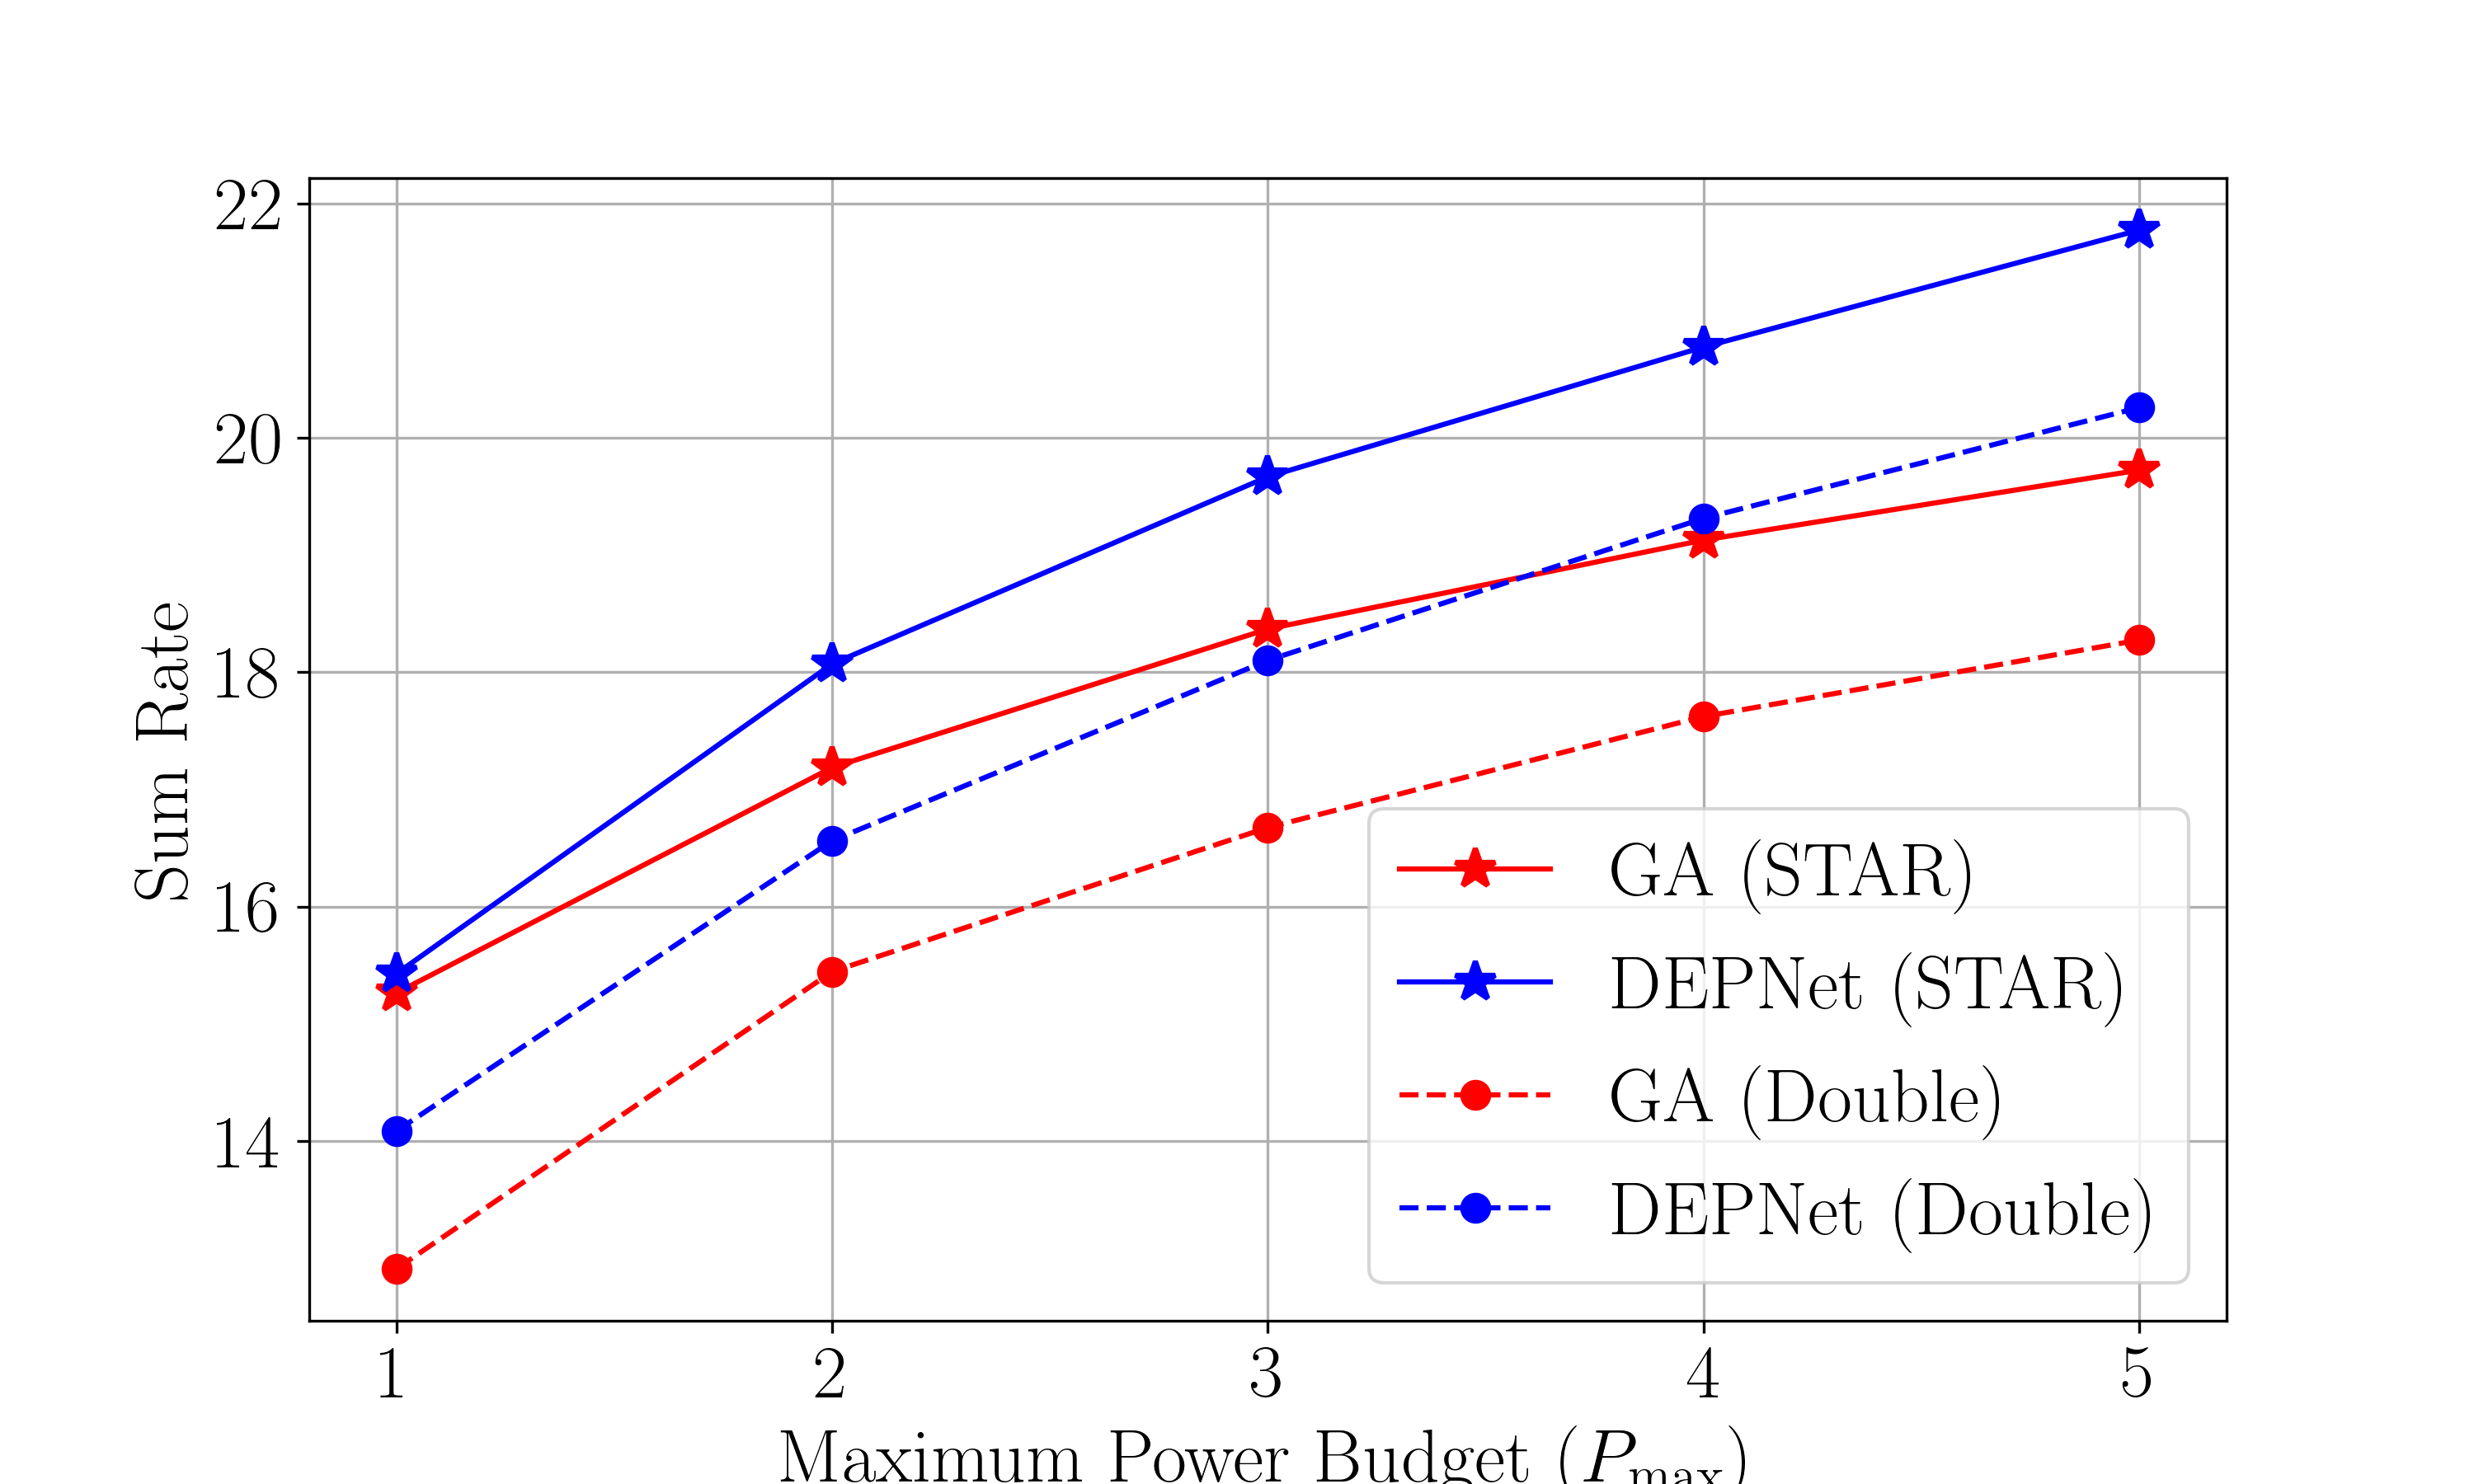 22
20
18
16
14
Sum Rate
GA (STAR)
DEPNet (STAR)
GA (Double)
DEPNet (Double)
1 2 3 4 5
Maximum Power Budget (P_max)